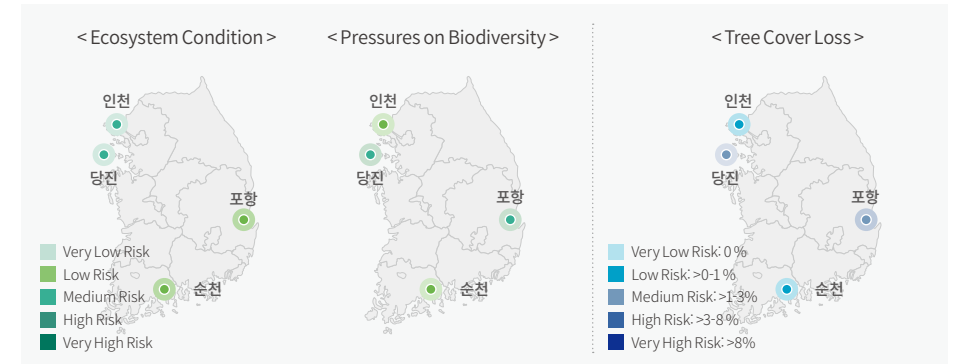 < Ecosystem Condition >
인천
당진
포항
순천
Very Low Risk
Low Risk
Medium Risk
High Risk
Very High Risk
< Pressures on Biodiversity >
인천
당진
포항
순천
< Tree Cover Loss >
인천
당진
포항
순천
Very Low Risk: 0 %
Low Risk: >0-1 %
Medium Risk: >1-3%
High Risk: >3-8 %
Very High Risk: >8%